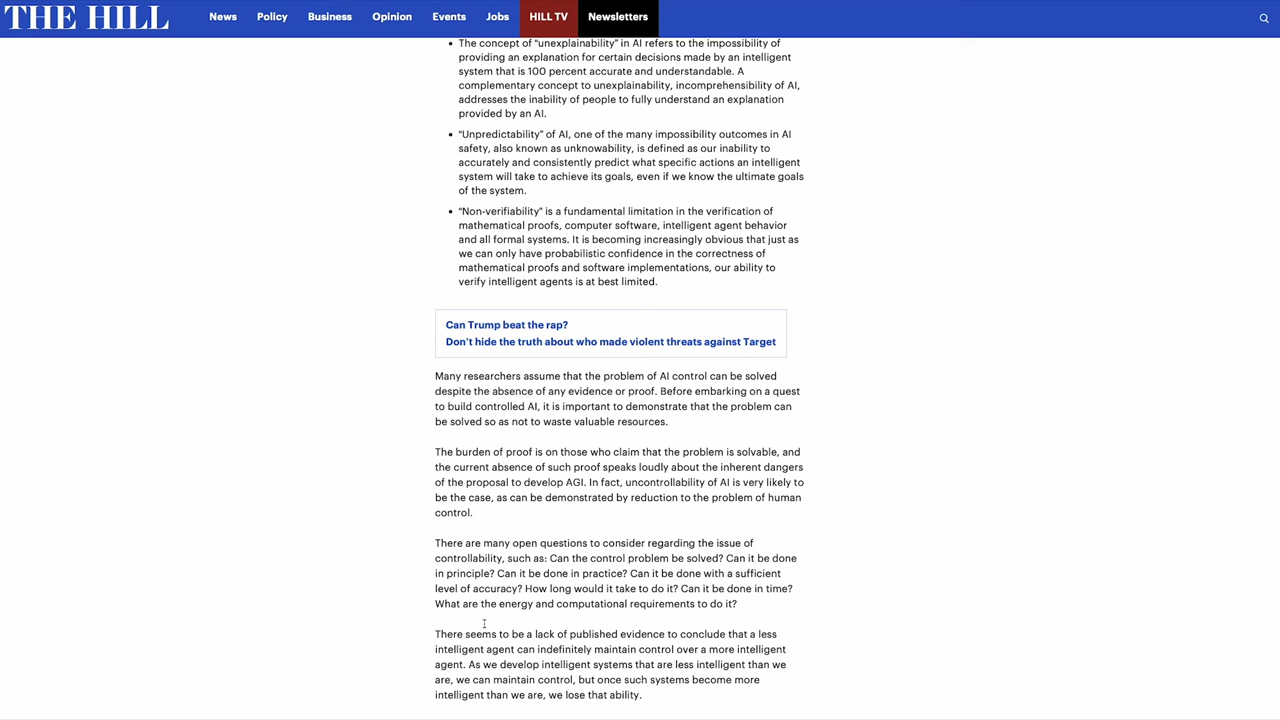 THE HILL
News Policy Business Opinion Events Jobs HILL TV Newsletters
• The concept of “unexplainability” in AI refers to the impossibility of
providing an explanation for certain decisions made by an intelligent
system that is 100 percent accurate and understandable. A
complementary concept to unexplainability, incomprehensibility of AI,
addresses the inability of people to fully understand an explanation
provided by an AI.
• “Unpredictability” of AI, one of the many impossibility outcomes in AI
safety, also known as unknowability, is defined as our inability to
accurately and consistently predict what specific actions an intelligent
system will take to achieve its goals, even if we know the ultimate goals
of the system.
• “Non-verifiability” is a fundamental limitation in the verification of
mathematical proofs, computer software, intelligent agent behavior
and all formal systems. It is becoming increasingly obvious that just as
we can only have probabilistic confidence in the correctness of
mathematical proofs and software implementations, our ability to
verify intelligent agents is at best limited.
Can Trump beat the rap?
Don’t hide the truth about who made violent threats against Target
Many researchers assume that the problem of AI control can be solved
despite the absence of any evidence or proof. Before embarking on a quest
to build controlled AI, it is important to demonstrate that the problem can
be solved so as not to waste valuable resources.
The burden of proof is on those who claim that the problem is solvable, and
the current absence of such proof speaks loudly about the inherent dangers
of the proposal to develop AGI. In fact, uncontrollability of AI is very likely to
be the case, as can be demonstrated by reduction to the problem of human
control.
There are many open questions to consider regarding the issue of
controllability, such as: Can the control problem be solved? Can it be done
in principle? Can it be done in practice? Can it be done with a sufficient
level of accuracy? How long would it take to do it? Can it be done in time?
What are the energy and computational requirements to do it?
There seems to be a lack of published evidence to conclude that a less
intelligent agent can indefinitely maintain control over a more intelligent
agent. As we develop intelligent systems that are less intelligent than we
are, we can maintain control, but once such systems become more
intelligent than we are, we lose that ability.